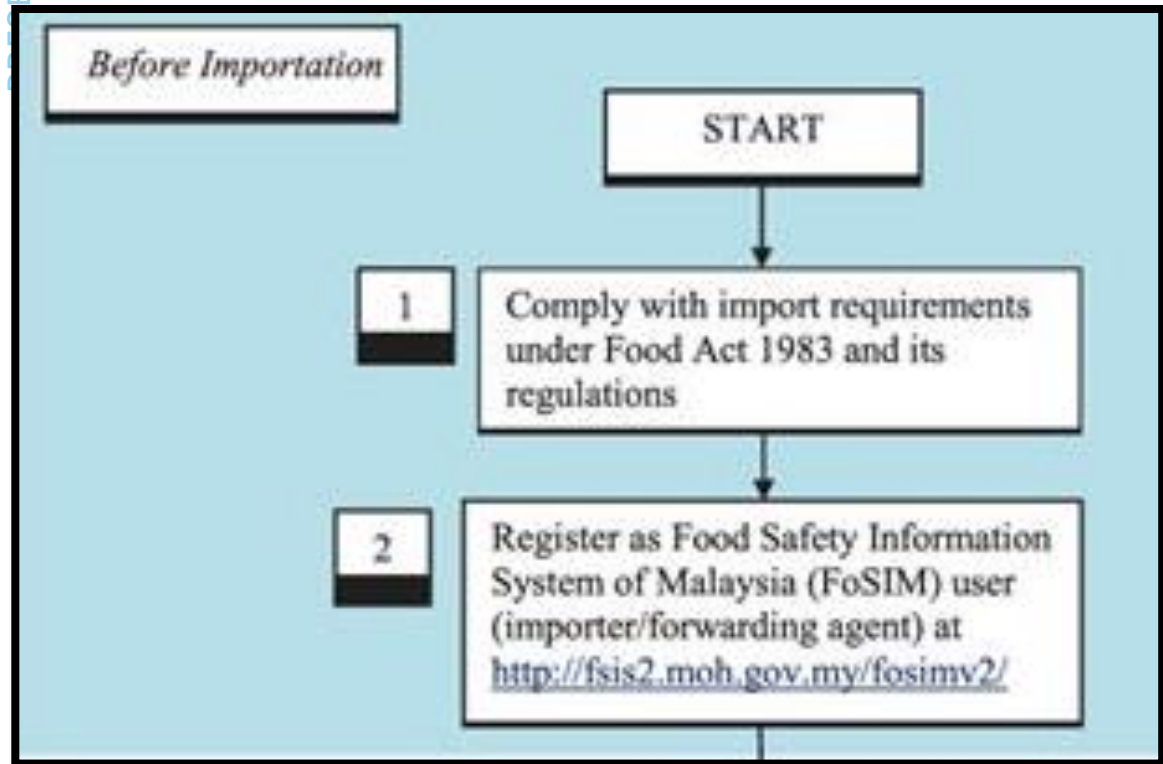 Before Importation
START
1
Comply with import requirements
under Food Act 1983 and its
regulations
2
Register as Food Safety Information
System of Malaysia (FoSIM) user
(importer/forwarding agent) at
http://fsis2.moh.gov.my/fosimv2/